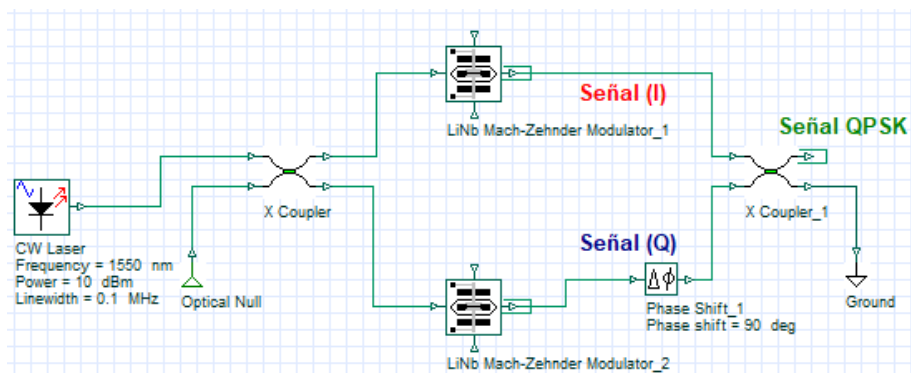 Señal (I)
LiNb Mach-Zehnder Modulator_1
Señal QPSK
X Coupler
X Coupler_1
CW Laser
Frequency = 1550 nm
Power = 10 dBm
Linewidth = 0.1 MHz
Optical Null
Señal (Q)
Δϕ
Phase Shift_1
Phase shift = 90 deg
Ground
LiNb Mach-Zehnder Modulator_2